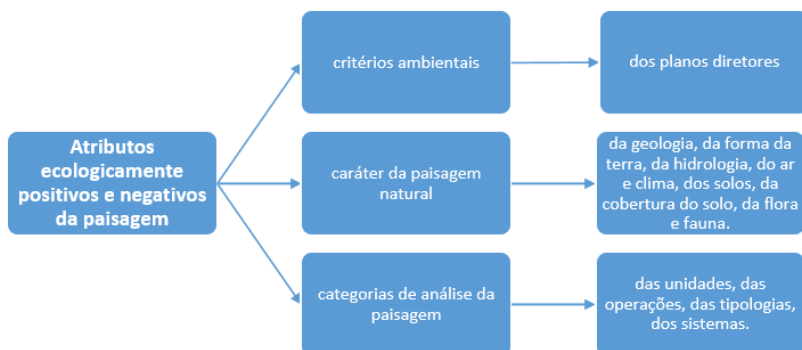 critérios ambientais
dos planos diretores
Atributos
ecologicamente
positivos e negativos
da paisagem
caráter da paisagem
natural
da geologia, da forma da
terra, da hidrologia, do ar
e clima, dos solos, da
cobertura do solo, da flora
e fauna.
categorias de análise da
paisagem
das unidades, das
operações, das tipologias,
dos sistemas.